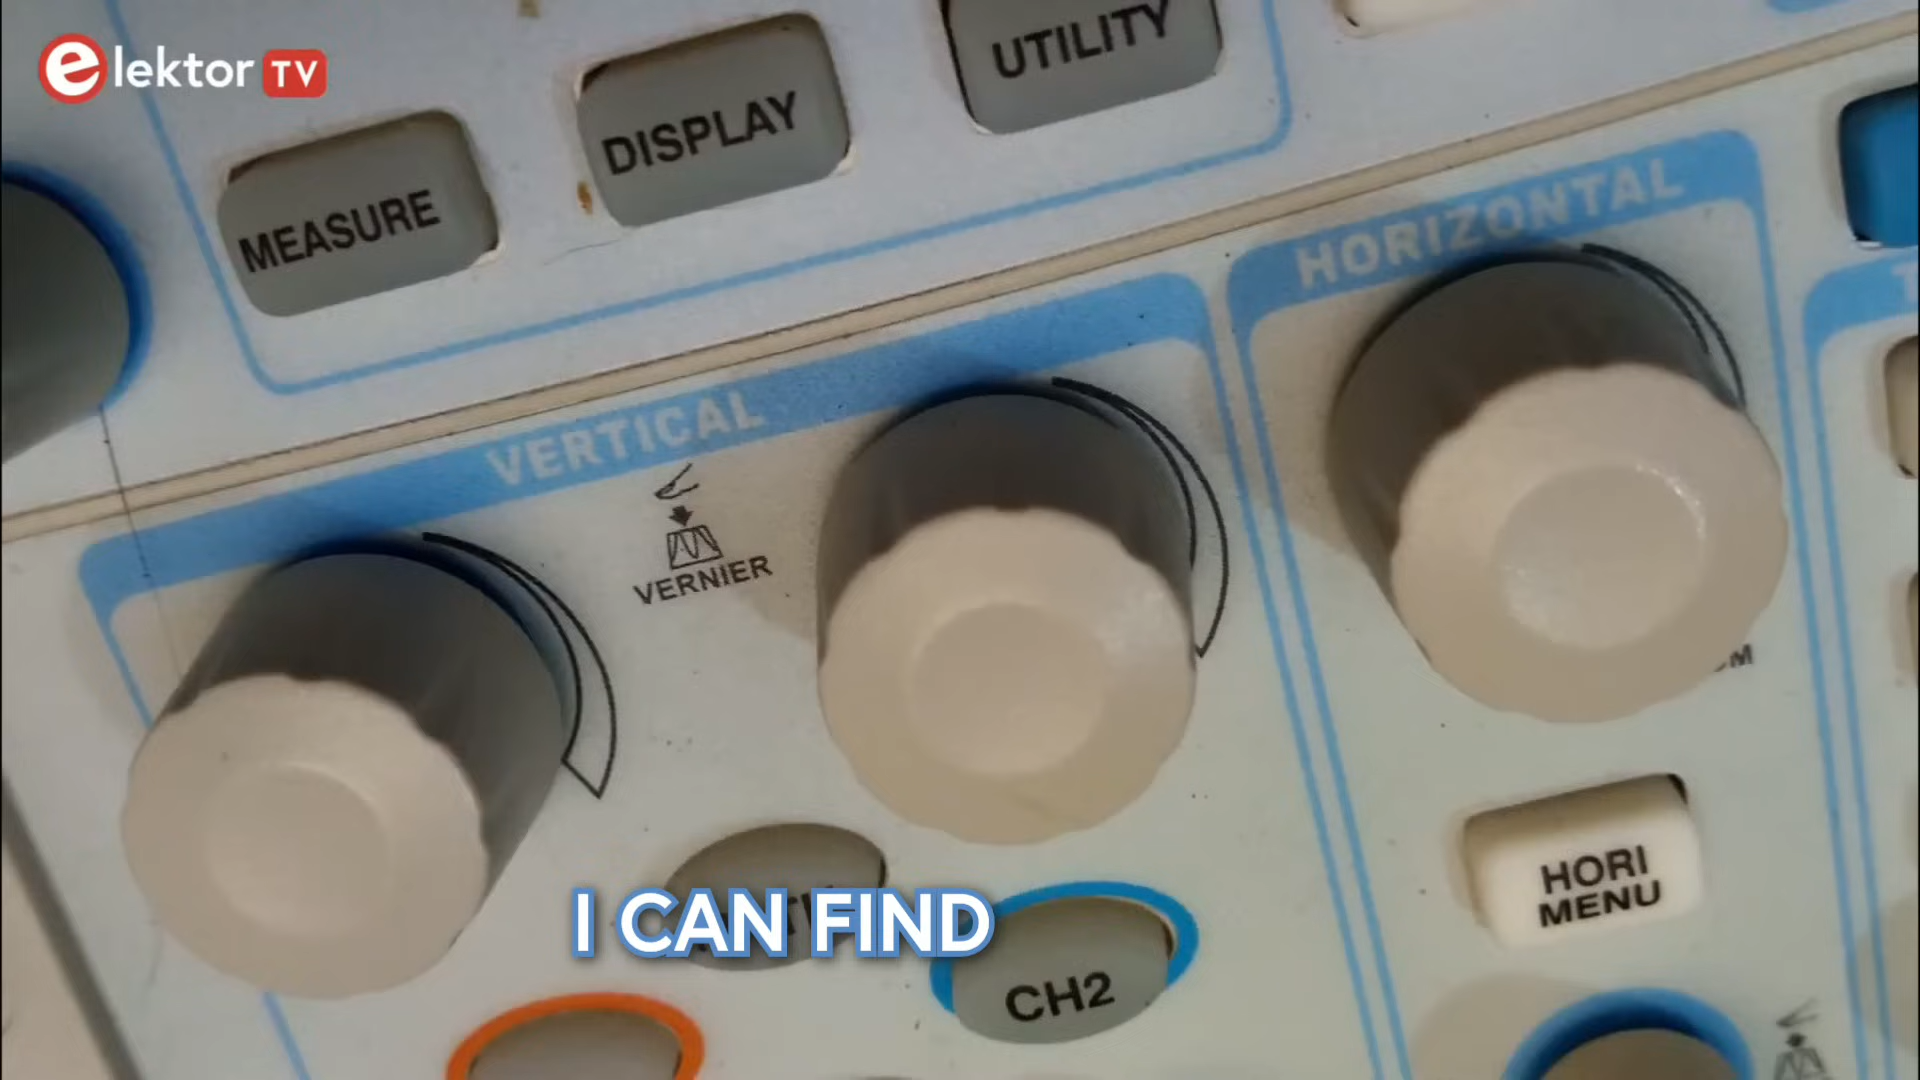 elektor TV
UTILITY
DISPLAY
MEASURE
HORIZONTAL
VERTICAL
VERNIER
HORI
MENU
I CAN FIND
CH2